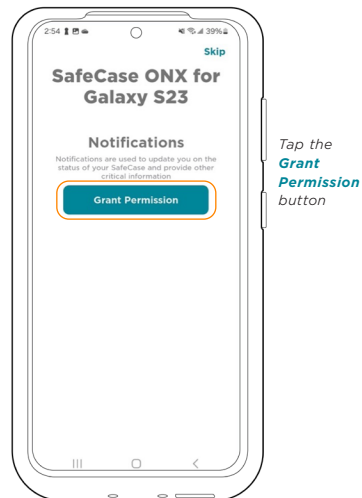 2:54
39%
Skip
SafeCase ONX for
Galaxy S23
Notifications
Notifications are used to update you on the
status of your SafeCase and provide other
critical information
Grant Permission
Tap the
Grant
Permission
button